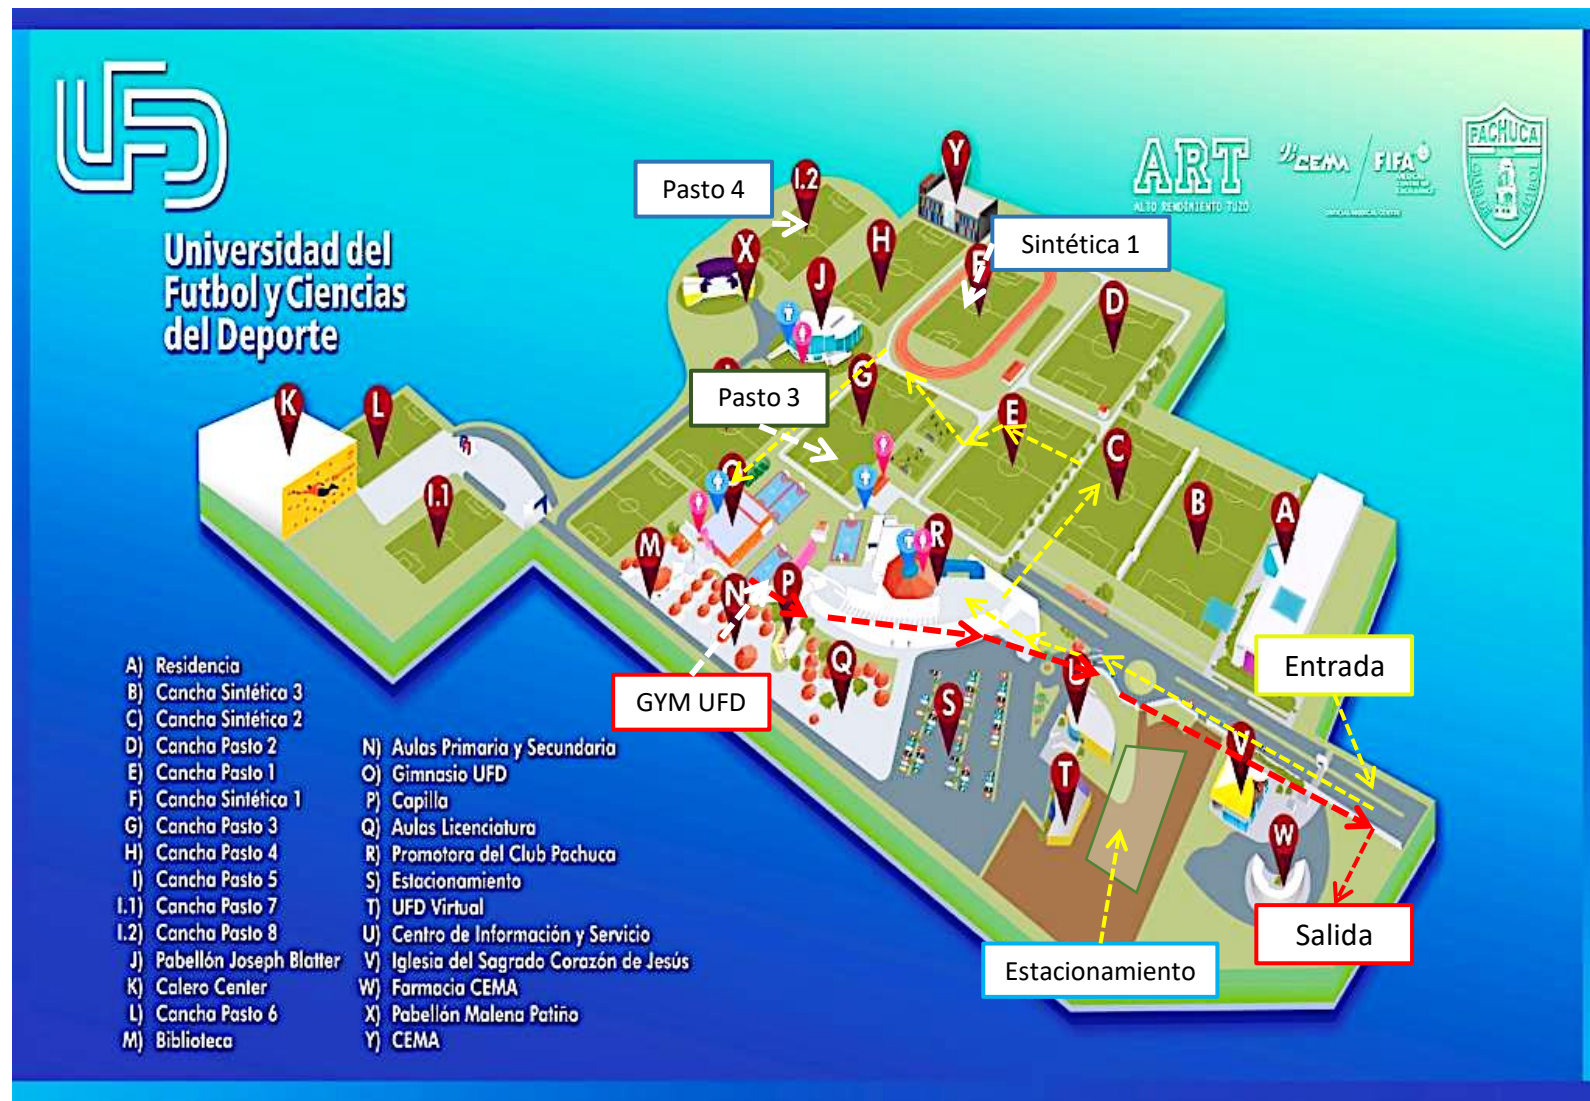 UFD
Universidad del
Futbol y Ciencias
del Deporte
ART
ALTO RENDIMIENTO TUZO
CEMA
FIFA
PACHUCA
Pasto 4
Sintética 1
Pasto 3
GYM UFD
Entrada
Salida
Estacionamiento
I.2
Y
X
H
J
F
D
G
K
L
E
C
I.1
O
B
A
M
R
N
P
Q
U
S
V
T
W
A) Residencia
B) Cancha Sintética 3
C) Cancha Sintética 2
D) Cancha Pasto 2
E) Cancha Pasto 1
F) Cancha Sintética 1
G) Cancha Pasto 3
H) Cancha Pasto 4
I) Cancha Pasto 5
I.1) Cancha Pasto 7
I.2) Cancha Pasto 8
J) Pabellón Joseph Blatter
K) Calero Center
L) Cancha Pasto 6
M) Biblioteca
N) Aulas Primaria y Secundaria
O) Gimnasio UFD
P) Capilla
Q) Aulas Licenciatura
R) Promotora del Club Pachuca
S) Estacionamiento
T) UFD Virtual
U) Centro de Información y Servicio
V) Iglesia del Sagrado Corazón de Jesús
W) Farmacia CEMA
X) Pabellón Malena Patiño
Y) CEMA